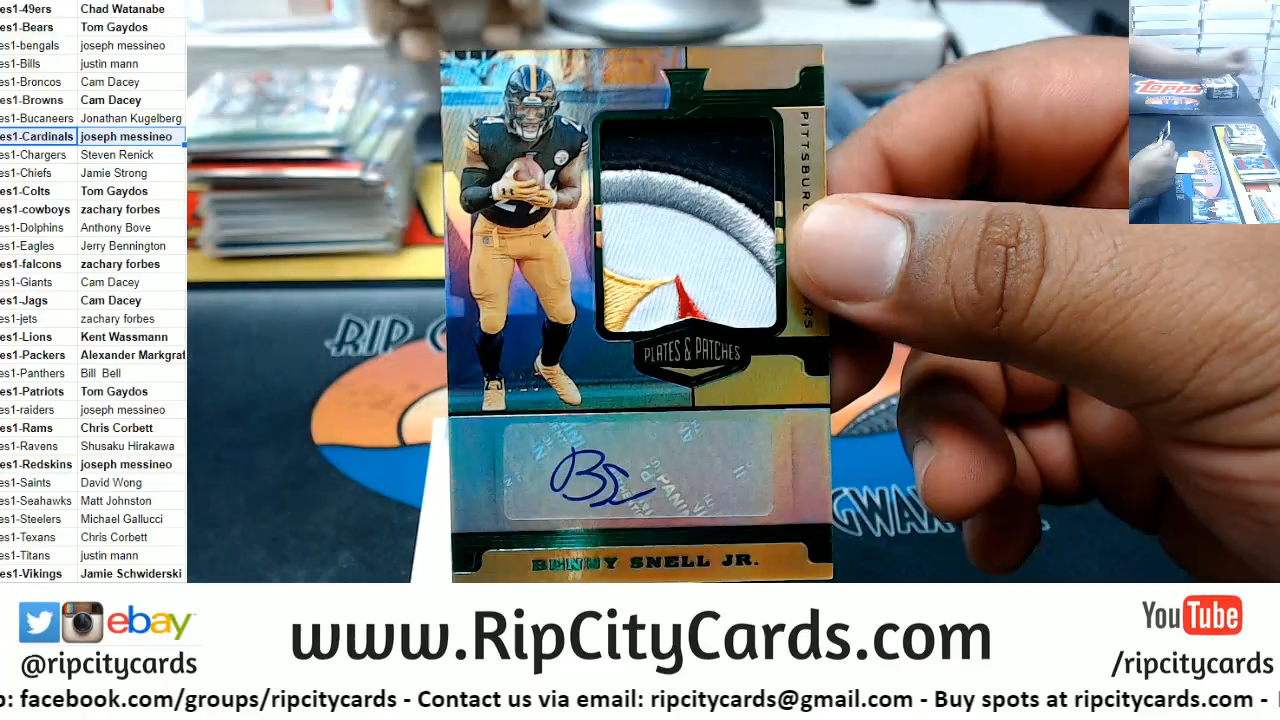 es1-49ers Chad Watanabe
es1-Bears Tom Gaydos
es1-bengals joseph messineo
es1-Bills justin mann
es1-Broncos Cam Dacey
es1-Browns Cam Dacey
es1-Bucaneers Jonathan Kugelberg
es1-Cardinals joseph messineo
es1-Chargers Steven Renick
es1-Chiefs Jamie Strong
es1-Colts Tom Gaydos
es1-cowboys zachary forbes
es1-Dolphins Anthony Bove
es1-Eagles Jerry Bennington
es1-falcons zachary forbes
es1-Giants Cam Dacey
es1-Jags Cam Dacey
es1-jets zachary forbes
es1-Lions Kent Wassmann
es1-Packers Alexander Markgraf
es1-Panthers Bill Bell
es1-Patriots Tom Gaydos
es1-raiders joseph messineo
es1-Rams Chris Corbett
es1-Ravens Shusaku Hirakawa
es1-Redskins joseph messineo
es1-Saints David Wong
es1-Seahawks Matt Johnston
es1-Steelers Michael Gallucci
es1-Texans Chris Corbett
es1-Titans justin mann
es1-Vikings Jamie Schwiderski
Topps
RIP C
GWAX
PITTSBURG
RS
PLATES & PATCHES
BS
PANINI
BENNY SNELL JR.
ebay
@ripcitycards
www.RipCityCards.com
YouTube
/ripcitycards
o: facebook.com/groups/ripcitycards - Contact us via email: ripcitycards@gmail.com - Buy spots at ripcitycards.com -